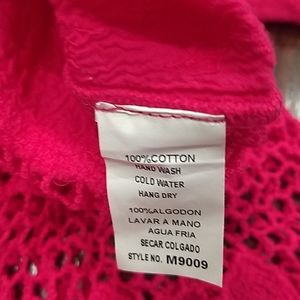 100%COTTON
HAND WASH
COLD WATER
HANG DRY
100%ALGODON
LAVAR A MANO
AGUA FRIA
SECAR COLGADO
STYLE NO. M9009